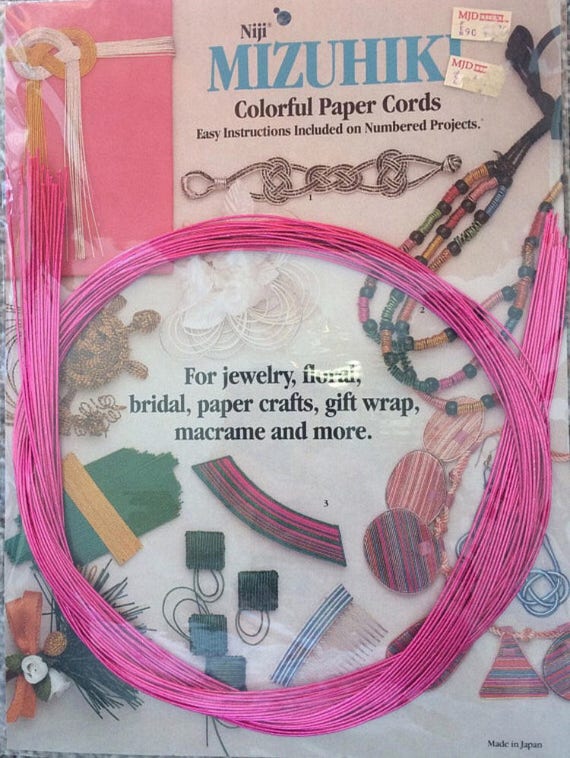 Niji®
MIZUHIKI
Colorful Paper Cords
Easy Instructions Included on Numbered Projects.
MJD
£
.90
MJD
£
1
2
For jewelry, floral,
bridal, paper crafts, gift wrap,
macrame and more.
3
Made in Japan